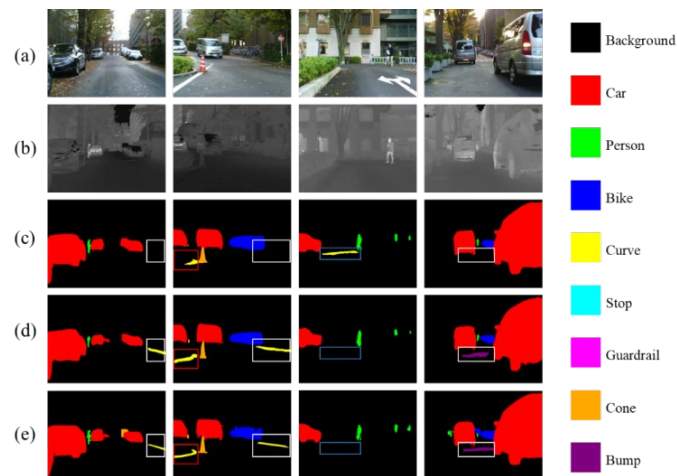 (a)
(b)
(c)
(d)
(e)
Background
Car
Person
Bike
Curve
Stop
Guardrail
Cone
Bump